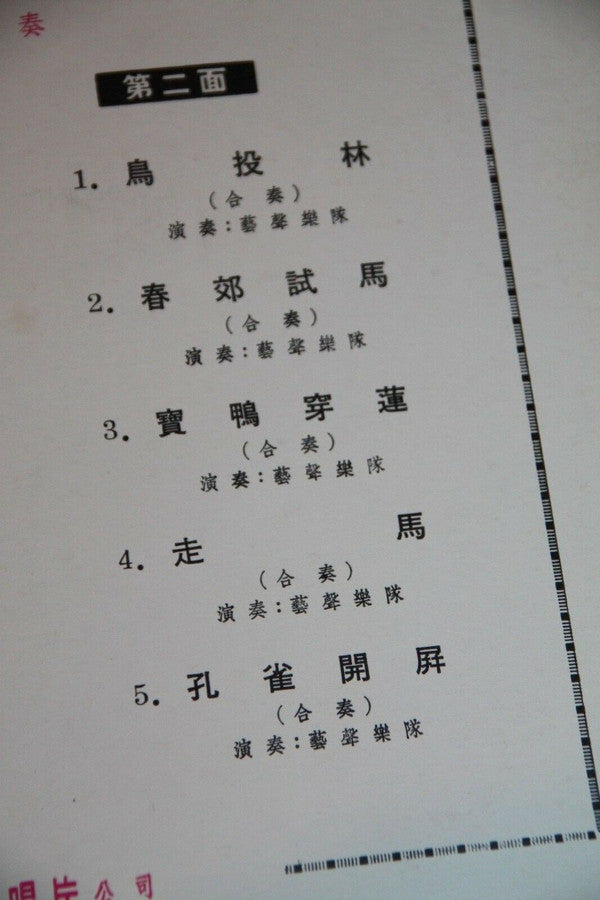 奏
第二面
1. 鳥投林
(合奏)
演奏:藝聲樂隊
2. 春郊試馬
(合奏)
演奏:藝聲樂隊
3. 寶鴨穿蓮
(合奏)
演奏:藝聲樂隊
4. 走馬
(合奏)
演奏:藝聲樂隊
5. 孔雀開屛
(合奏)
演奏:藝聲樂隊
唱片公司